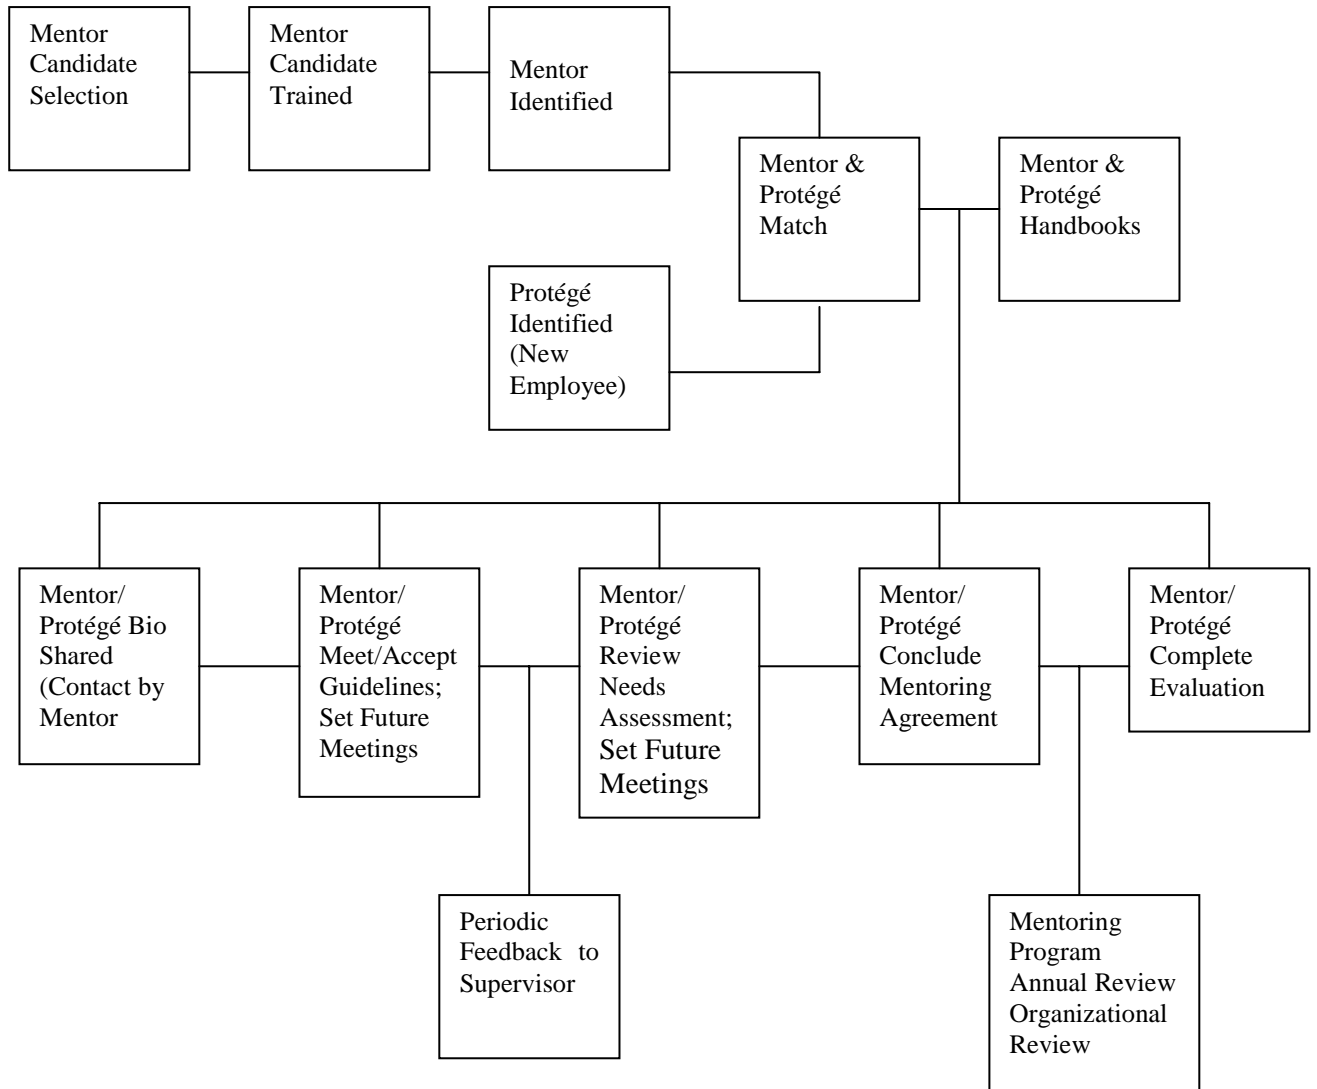 Mentor
Candidate
Selection
Mentor
Candidate
Trained
Mentor
Identified
Mentor &
Protégé
Match
Mentor &
Protégé
Handbooks
Protégé
Identified
(New
Employee)
Mentor/
Protégé Bio
Shared
(Contact by
Mentor
Mentor/
Protégé
Meet/Accept
Guidelines;
Set Future
Meetings
Mentor/
Protégé
Review
Needs
Assessment;
Set Future
Meetings
Mentor/
Protégé
Conclude
Mentoring
Agreement
Mentor/
Protégé
Complete
Evaluation
Periodic
Feedback to
Supervisor
Mentoring
Program
Annual Review
Organizational
Review